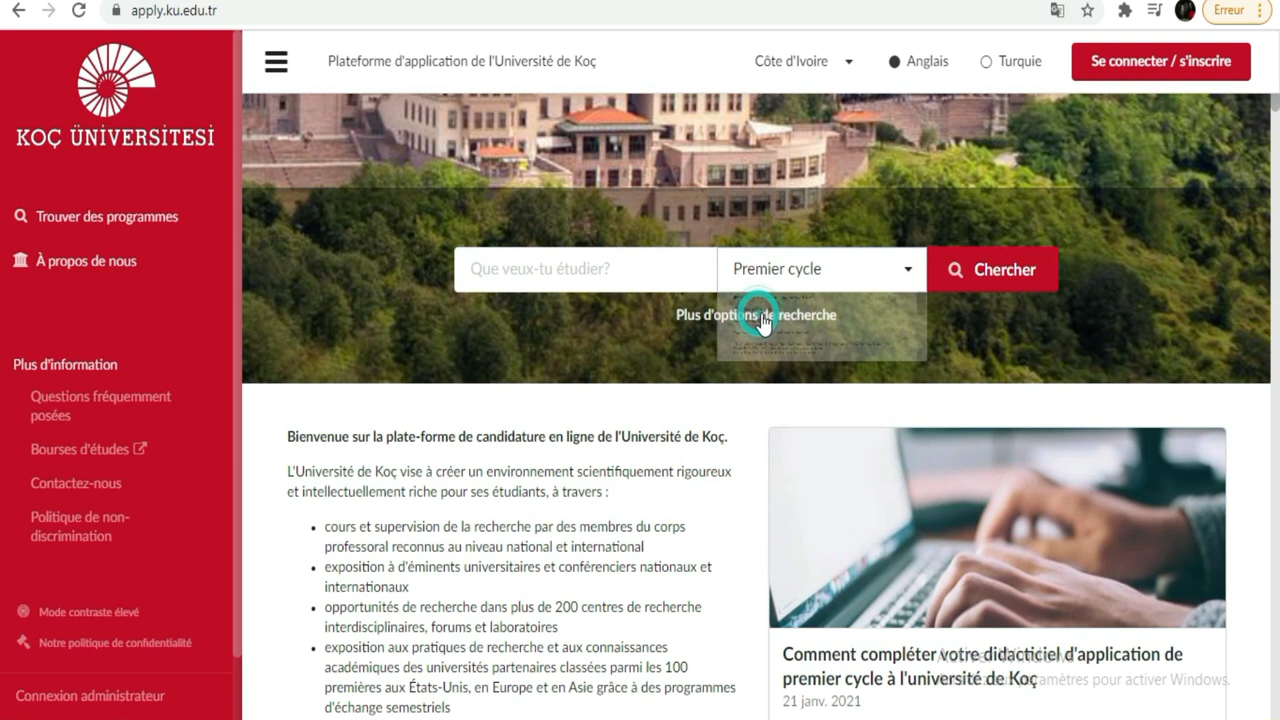 apply.ku.edu.tr
Erreur
KOÇ ÜNİVERSİTESİ
Trouver des programmes
À propos de nous
Plus d'information
Questions fréquemment
posées
Bourses d'études
Contactez-nous
Politique de non-
discrimination
Mode contraste élevé
Notre politique de confidentialité
Connexion administrateur
Plateforme d'application de l'Université de Koç
Côte d'Ivoire
Anglais
Turquie
Se connecter / s'inscrire
Que veux-tu étudier?
Premier cycle
Chercher
Plus d'options de recherche
Bienvenue sur la plate-forme de candidature en ligne de l'Université de Koç.
L'Université de Koç vise à créer un environnement scientifiquement rigoureux
et intellectuellement riche pour ses étudiants, à travers :
• cours et supervision de la recherche par des membres du corps
professoral reconnus au niveau national et international
• exposition à d'éminents universitaires et conférenciers nationaux et
internationaux
• opportunités de recherche dans plus de 200 centres de recherche
interdisciplinaires, forums et laboratoires
• exposition aux pratiques de recherche et aux connaissances
académiques des universités partenaires classées parmi les 100
premières aux États-Unis, en Europe et en Asie grâce à des programmes
d'échange semestriels
Comment compléter votre didacticiel d'application de
premier cycle à l'université de Koç
21 janv. 2021
Activer Windows
paramètres pour activer Windows.